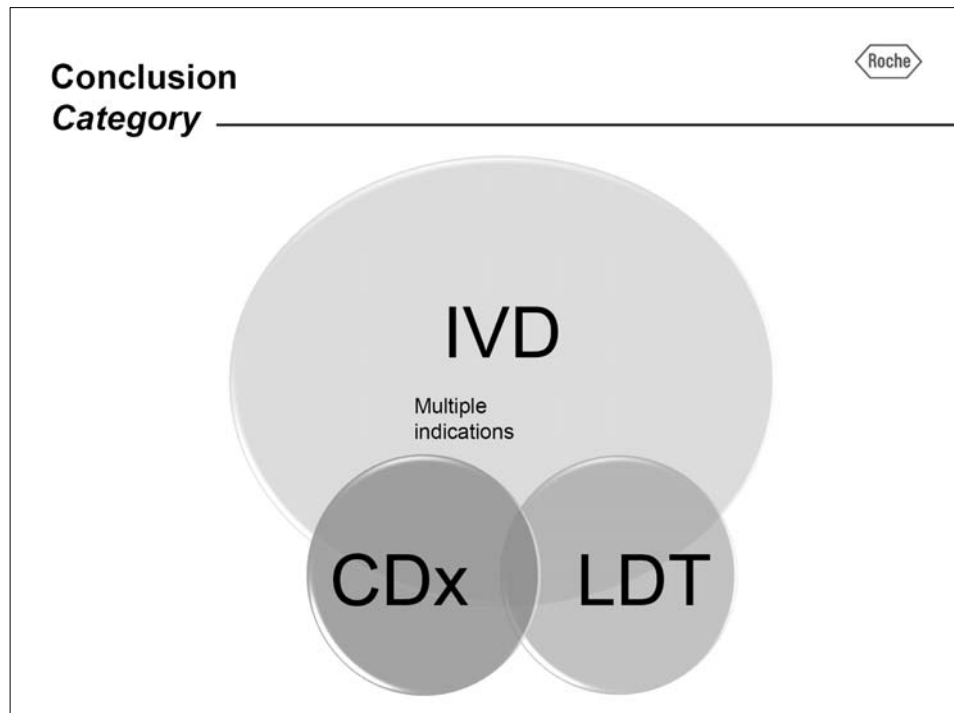 Conclusion
Category
Roche
IVD
Multiple
indications
CDx
LDT